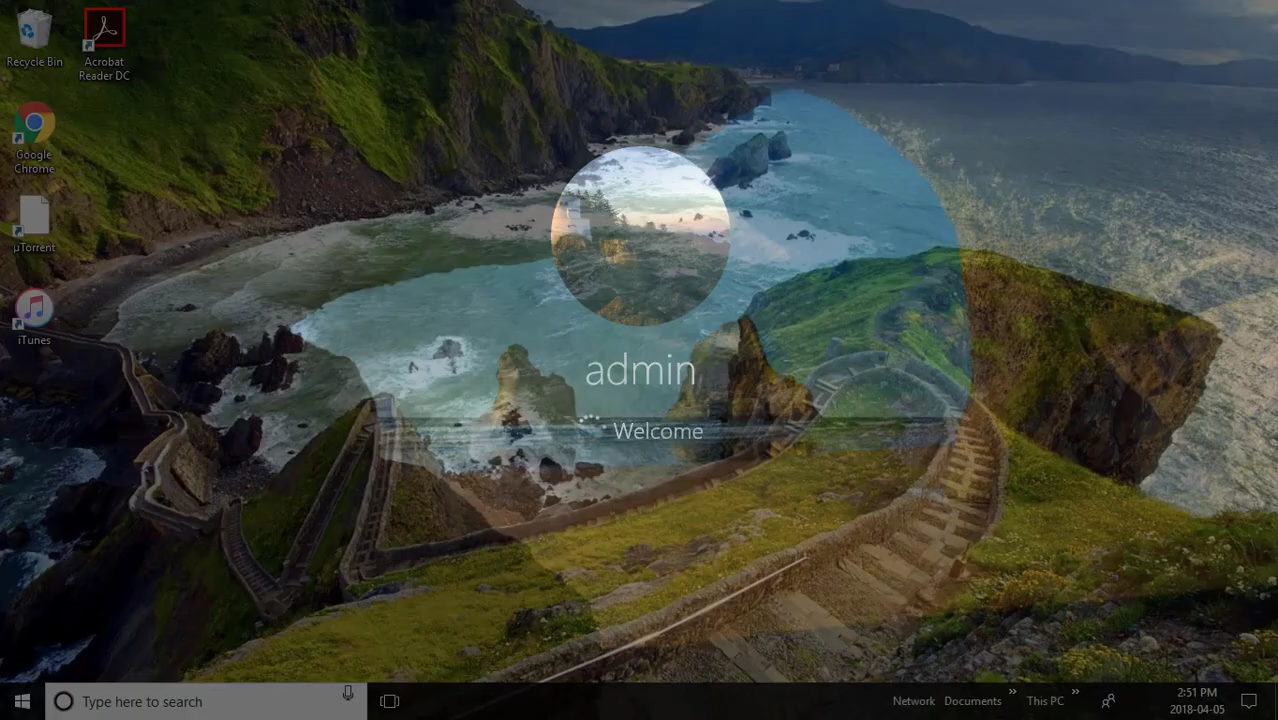 Recycle Bin
Acrobat
Reader DC
Google
Chrome
µTorrent
iTunes
admin
Welcome
Type here to search
Network
Documents
»
This PC
»
2:51 PM
2018-04-05